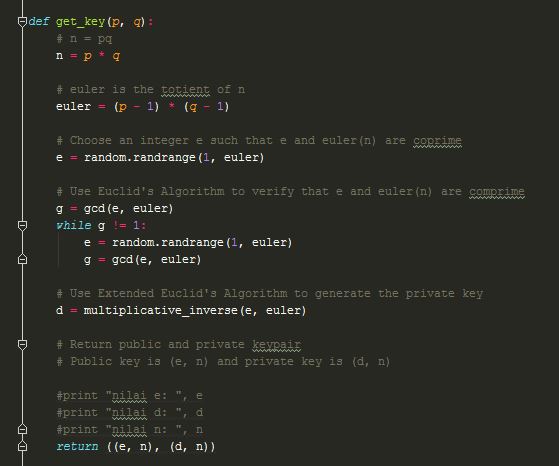 def get_key(p, q):
# n = pq
n = p * q
# euler is the totient of n
euler = (p - 1) * (q - 1)
# Choose an integer e such that e and euler(n) are coprime
e = random.randrange(1, euler)
# Use Euclid's Algorithm to verify that e and euler(n) are comprime
g = gcd(e, euler)
while g != 1:
e = random.randrange(1, euler)
g = gcd(e, euler)
# Use Extended Euclid's Algorithm to generate the private key
d = multiplicative_inverse(e, euler)
# Return public and private keypair
# Public key is (e, n) and private key is (d, n)
#print "nilai e: ", e
#print "nilai d: ", d
#print "nilai n: ", n
return ((e, n), (d, n))